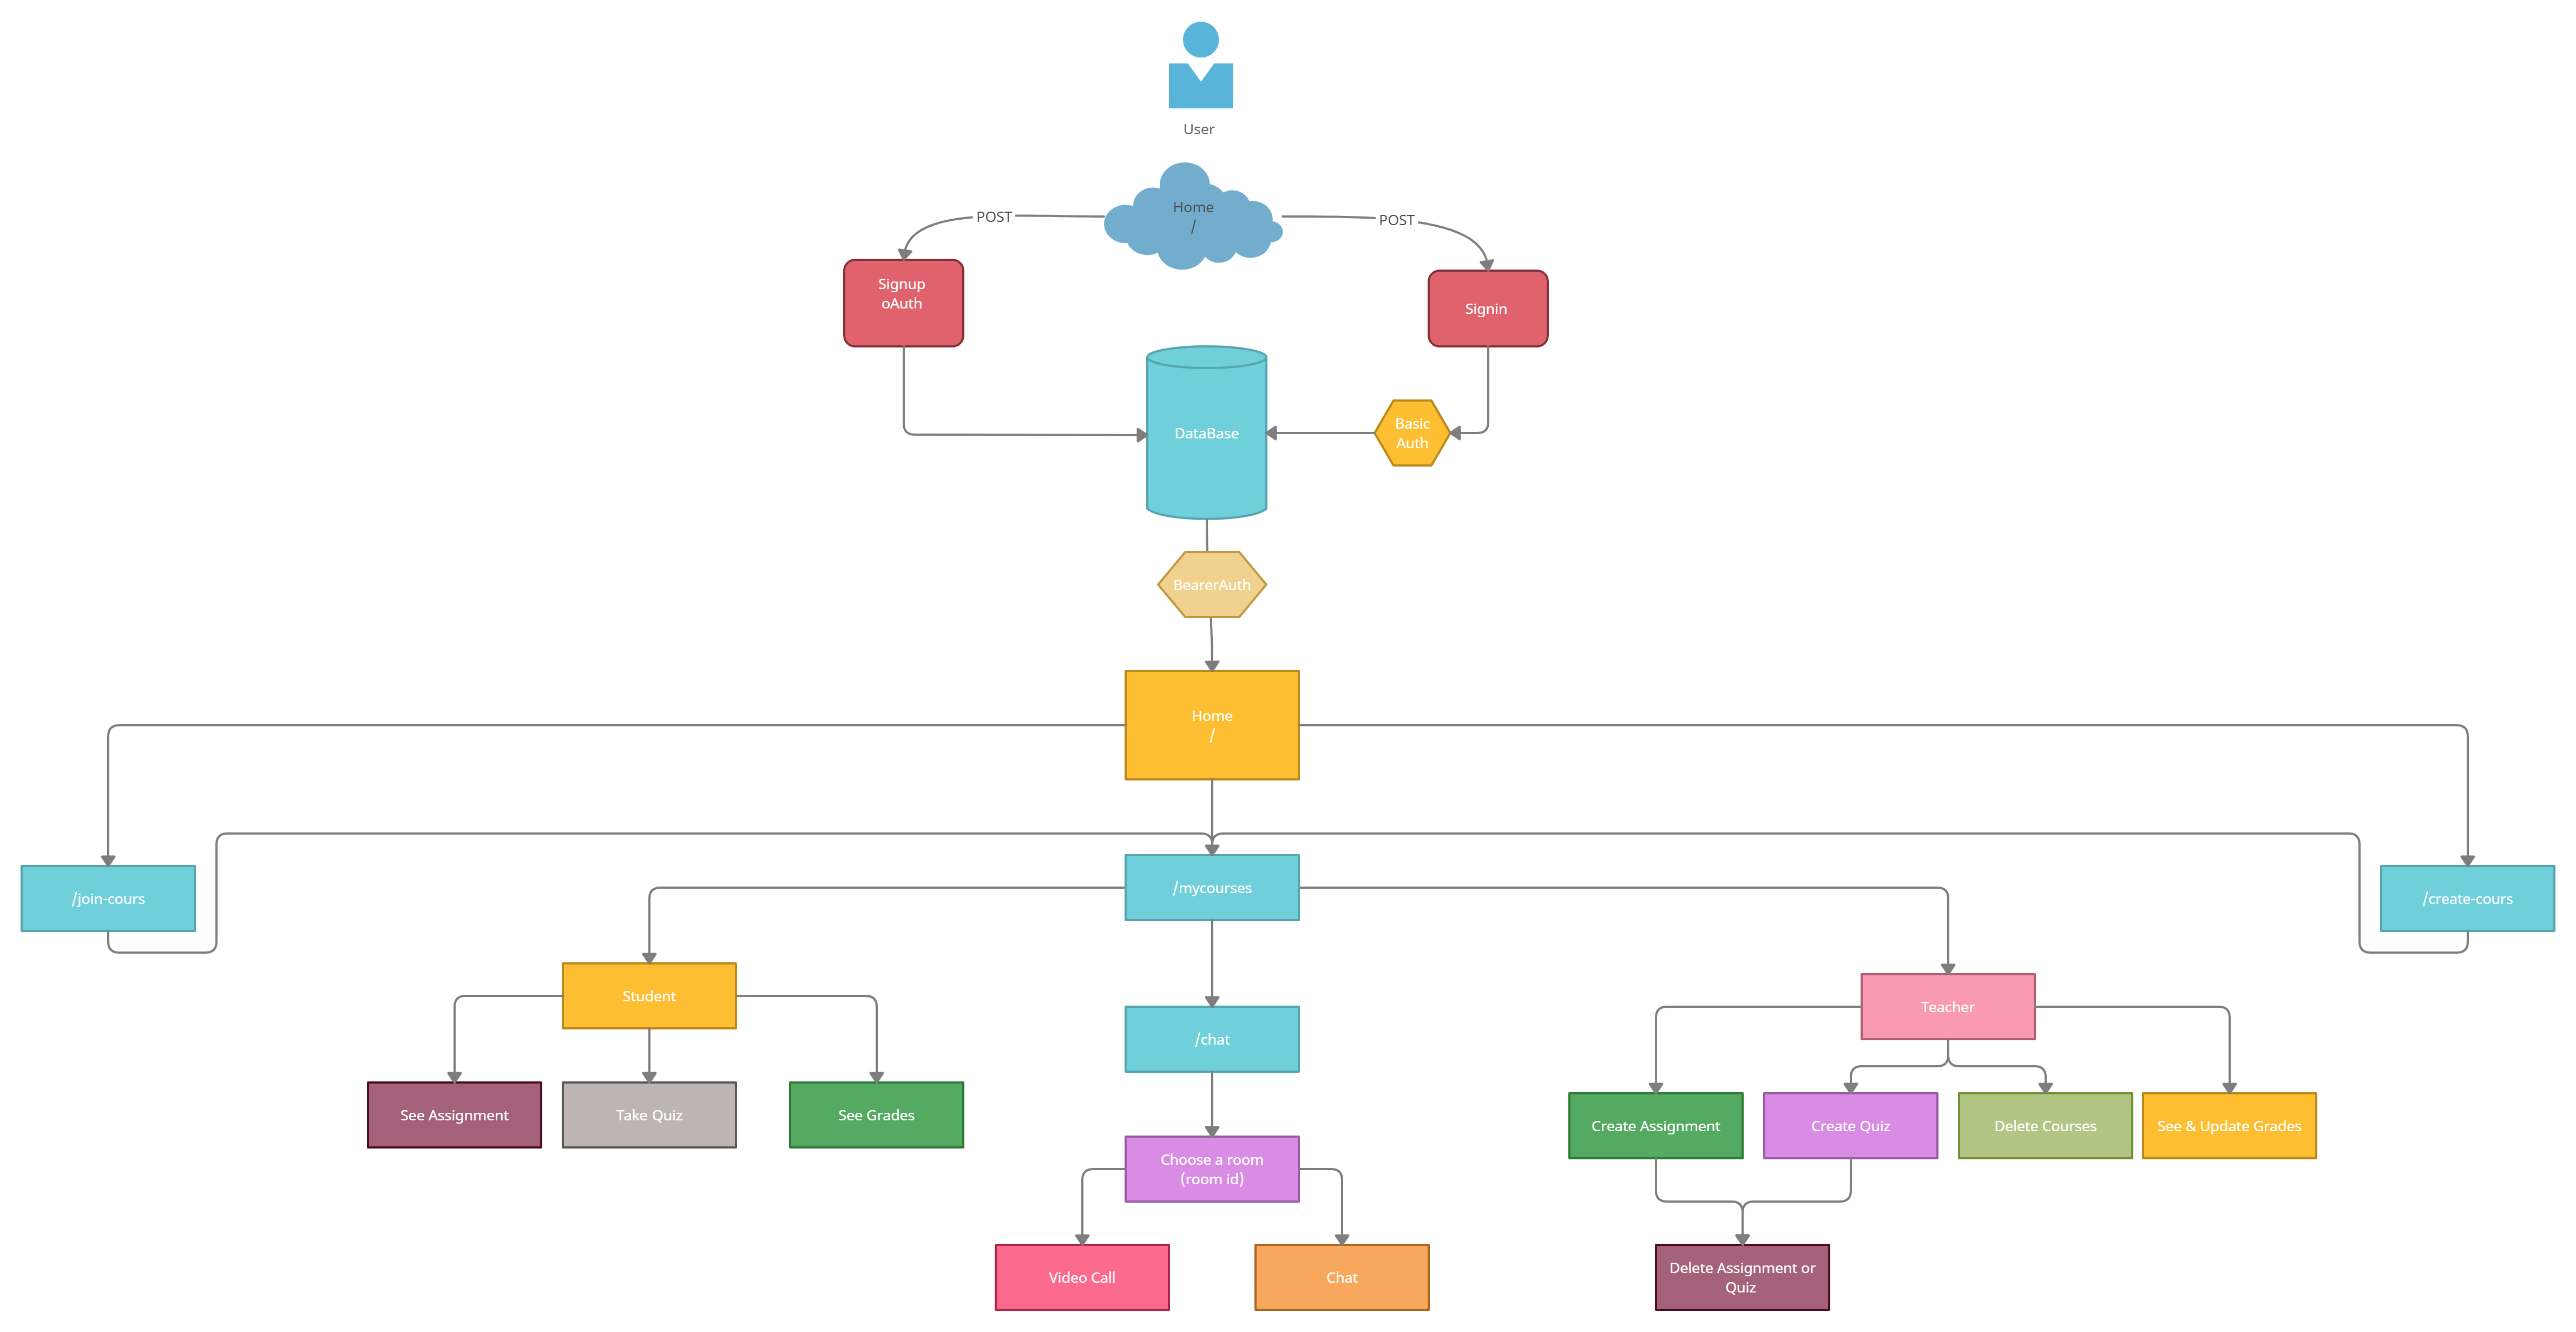 User
Home
/
POST
POST
Signup
oAuth
Signin
DataBase
Basic
Auth
BearerAuth
Home
/
/join-cours
/mycourses
/create-cours
Student
/chat
Teacher
See Assignment
Take Quiz
See Grades
Create Assignment
Create Quiz
Delete Courses
See & Update Grades
Choose a room
(room id)
Video Call
Chat
Delete Assignment or
Quiz